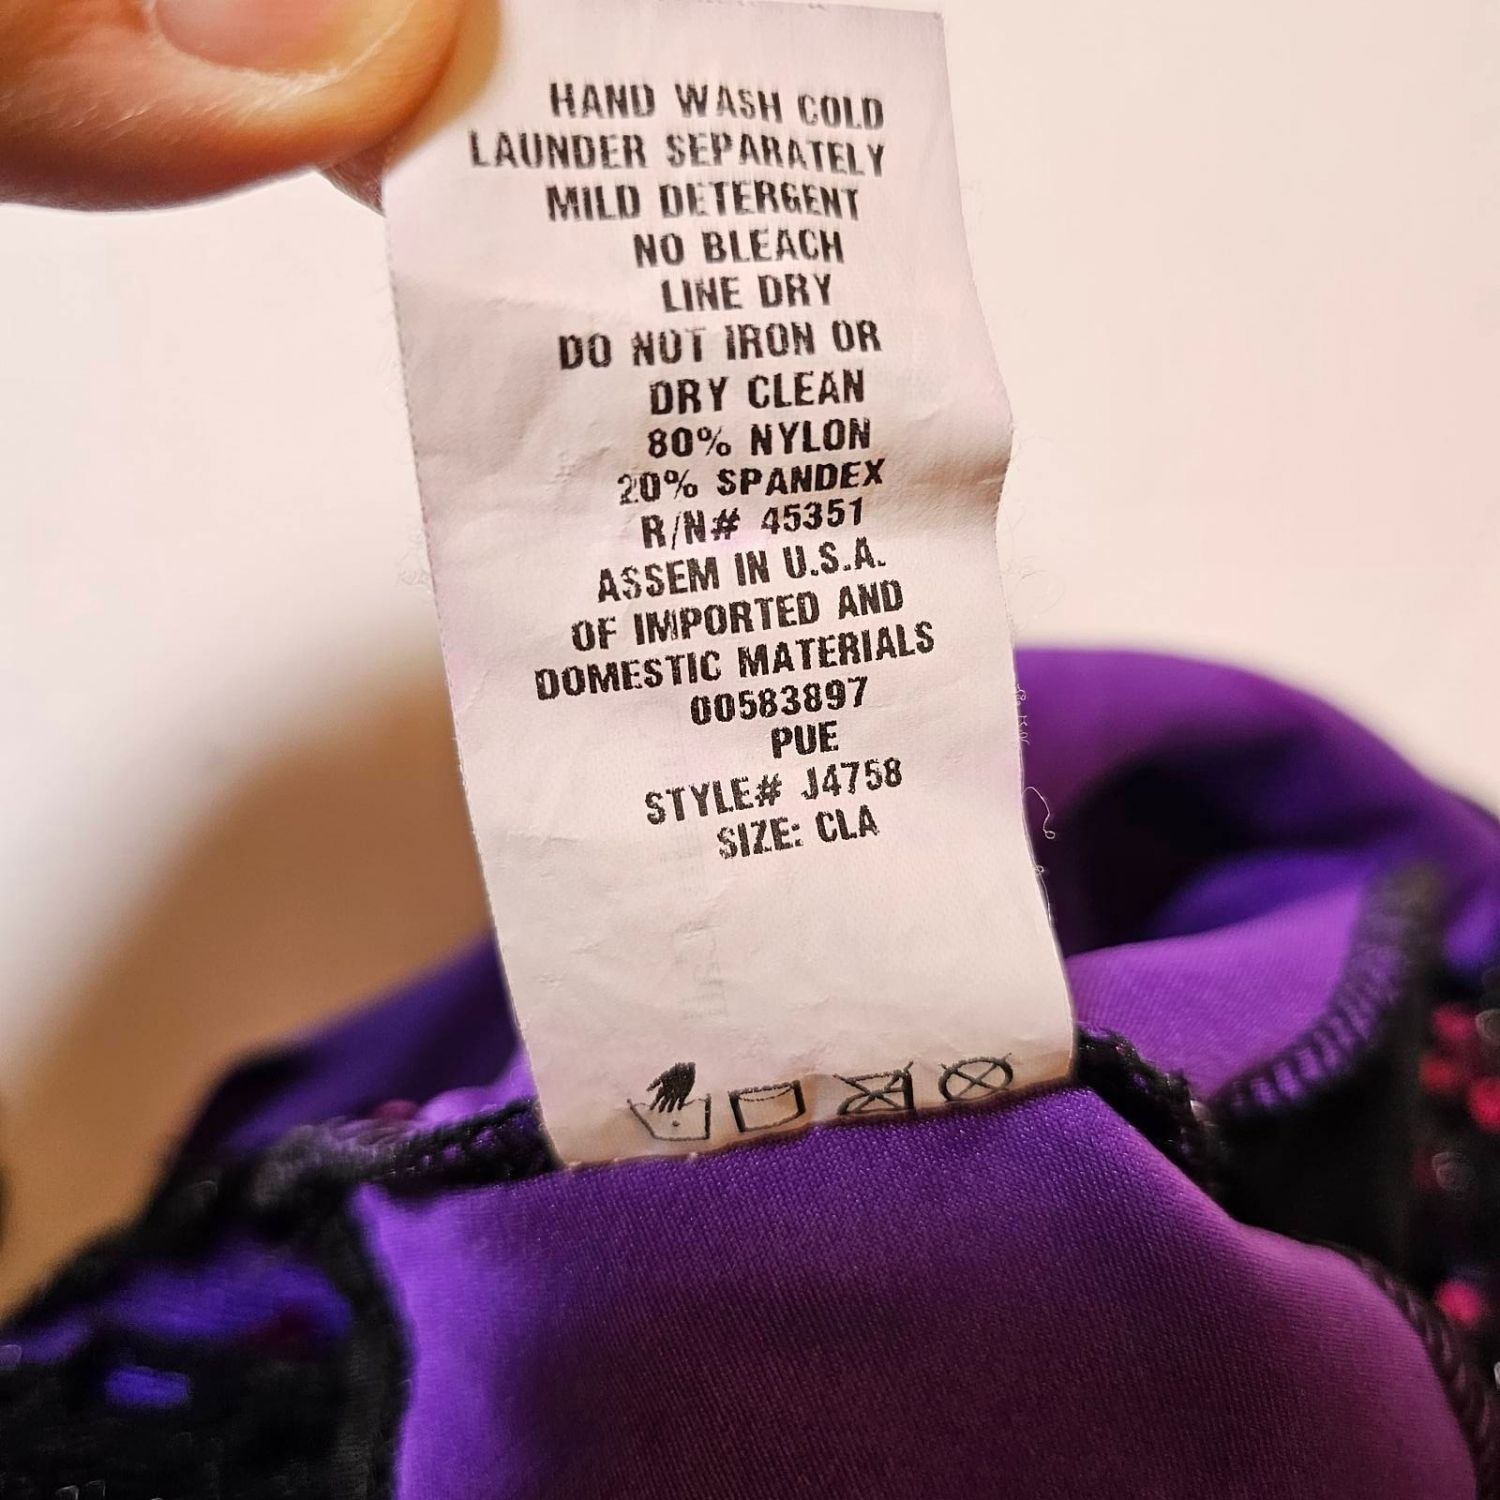 HAND WASH COLD
LAUNDER SEPARATELY
MILD DETERGENT
NO BLEACH
LINE DRY
DO NOT IRON OR
DRY CLEAN
80% NYLON
20% SPANDEX
R/N# 45351
ASSEM IN U.S.A.
OF IMPORTED AND
DOMESTIC MATERIALS
00583897
PUE
STYLE# J4758
SIZE: CLA